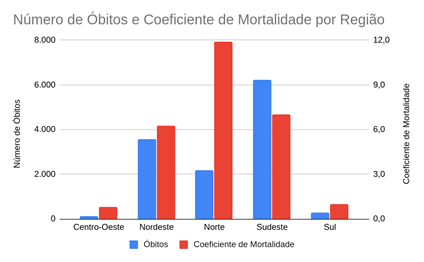 Número de Óbitos e Coeficiente de Mortalidade por Região
8.000
6.000
4.000
2.000
0
Número de Óbitos
12,0
9,0
6,0
3,0
0,0
Coeficiente de Mortalidade
Centro-Oeste
Nordeste
Norte
Sudeste
Sul
Óbitos
Coeficiente de Mortalidade